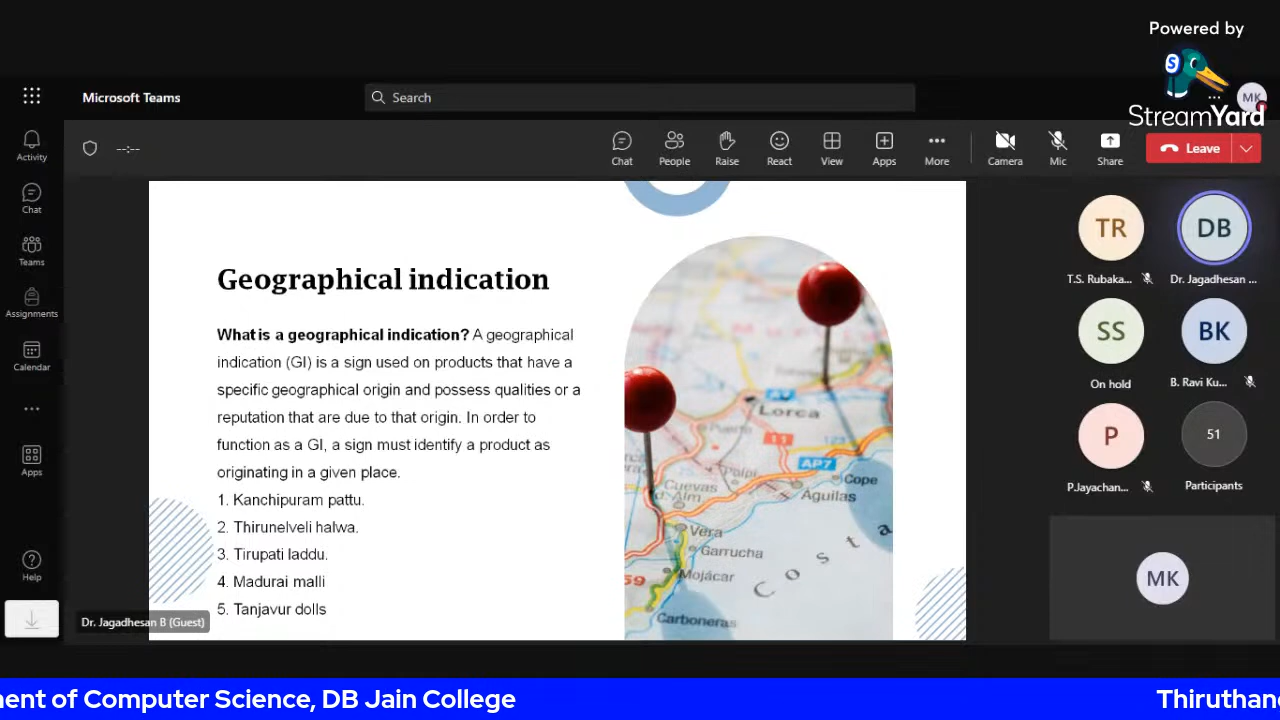 Powered by
StreamYard
Microsoft Teams
Search
MK
Activity
Chat
Teams
Assignments
Calendar
Apps
Help
--:--
Chat
People
Raise
React
View
Apps
More
Camera
Mic
Share
Leave
Geographical indication
What is a geographical indication? A geographical
indication (GI) is a sign used on products that have a
specific geographical origin and possess qualities or a
reputation that are due to that origin. In order to
function as a GI, a sign must identify a product as
originating in a given place.
1. Kanchipuram pattu.
2. Thirunelveli halwa.
3. Tirupati laddu.
4. Madurai malli
5. Tanjavur dolls
Lorca
11
AP7
Cope
Águilas
Cuevas
d. Alm
Vera
Garrucha
Mojácar
Costa
Carboneras
TR
T.S. Rubaka...
DB
Dr. Jagadhesan ...
SS
On hold
BK
B. Ravi Ku...
P
P.Jayachan...
51
Participants
MK
Dr. Jagadhesan B (Guest)
ent of Computer Science, DB Jain College
Thiruthan